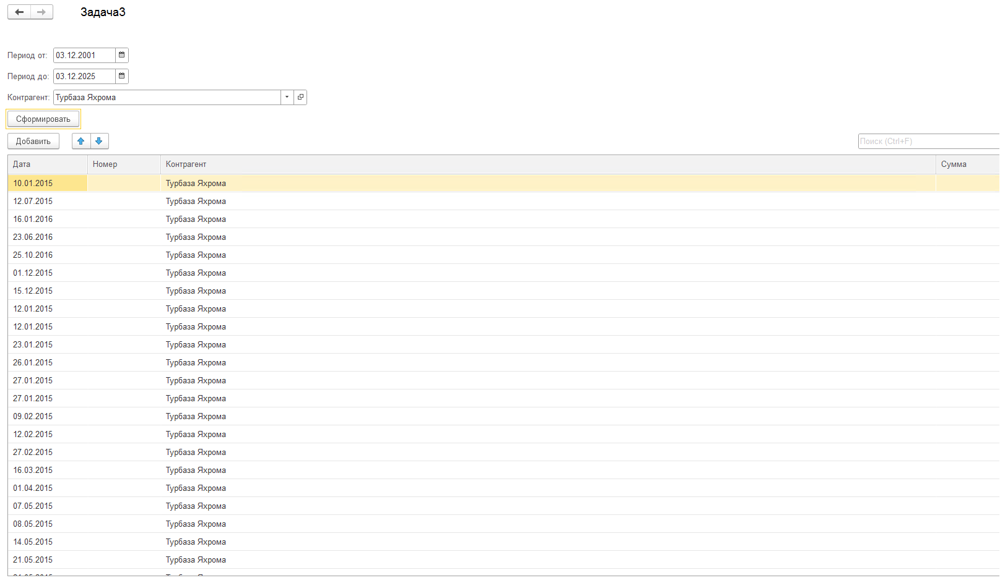 Задача3
Период от: 03.12.2001
Период до: 03.12.2025
Контрагент: Турбаза Яхрома
Сформировать
Добавить Поиск (Ctrl+F)
Дата Номер Контрагент Сумма
10.01.2015 Турбаза Яхрома
12.07.2015 Турбаза Яхрома
16.01.2016 Турбаза Яхрома
23.06.2016 Турбаза Яхрома
25.10.2016 Турбаза Яхрома
01.12.2015 Турбаза Яхрома
15.12.2015 Турбаза Яхрома
12.01.2015 Турбаза Яхрома
12.01.2015 Турбаза Яхрома
23.01.2015 Турбаза Яхрома
26.01.2015 Турбаза Яхрома
27.01.2015 Турбаза Яхрома
27.01.2015 Турбаза Яхрома
09.02.2015 Турбаза Яхрома
12.02.2015 Турбаза Яхрома
27.02.2015 Турбаза Яхрома
16.03.2015 Турбаза Яхрома
01.04.2015 Турбаза Яхрома
07.05.2015 Турбаза Яхрома
08.05.2015 Турбаза Яхрома
14.05.2015 Турбаза Яхрома
21.05.2015 Турбаза Яхрома